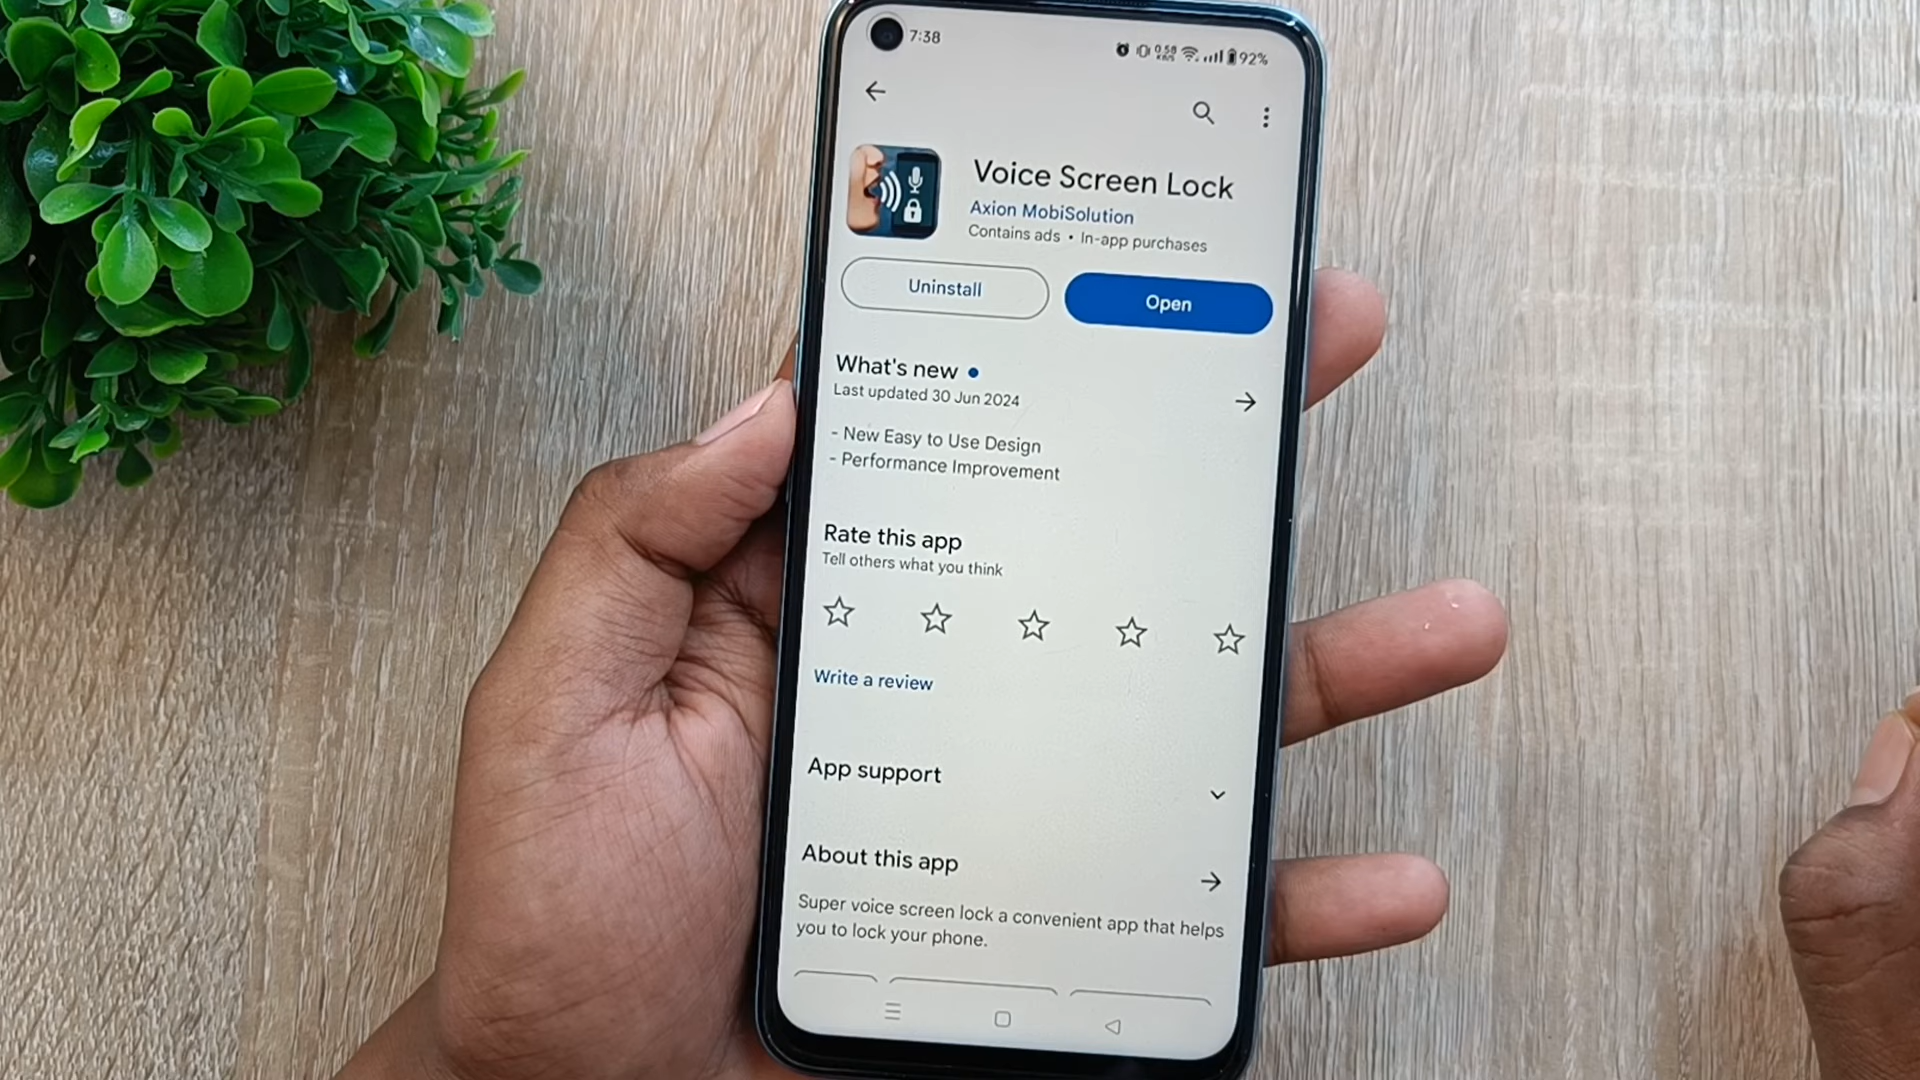 7:38
0.58
KB/S
92%
Voice Screen Lock
Axion MobiSolution
Contains ads • In-app purchases
Uninstall
Open
What's new
Last updated 30 Jun 2024
- New Easy to Use Design
- Performance Improvement
Rate this app
Tell others what you think
Write a review
App support
About this app
Super voice screen lock a convenient app that helps
you to lock your phone.